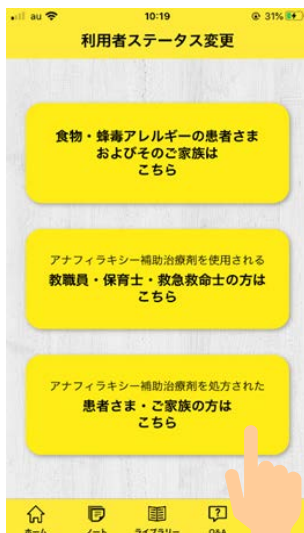 au 10:19 31%
利用者ステータス変更
食物・蜂毒アレルギーの患者さま
およびそのご家族は
こちら
アナフィラキシー補助治療剤を使用される
教職員・保育士・救急救命士の方は
こちら
アナフィラキシー補助治療剤を処方された
患者さま・ご家族の方は
こちら
ホーム ノート ライブラリー Q&A